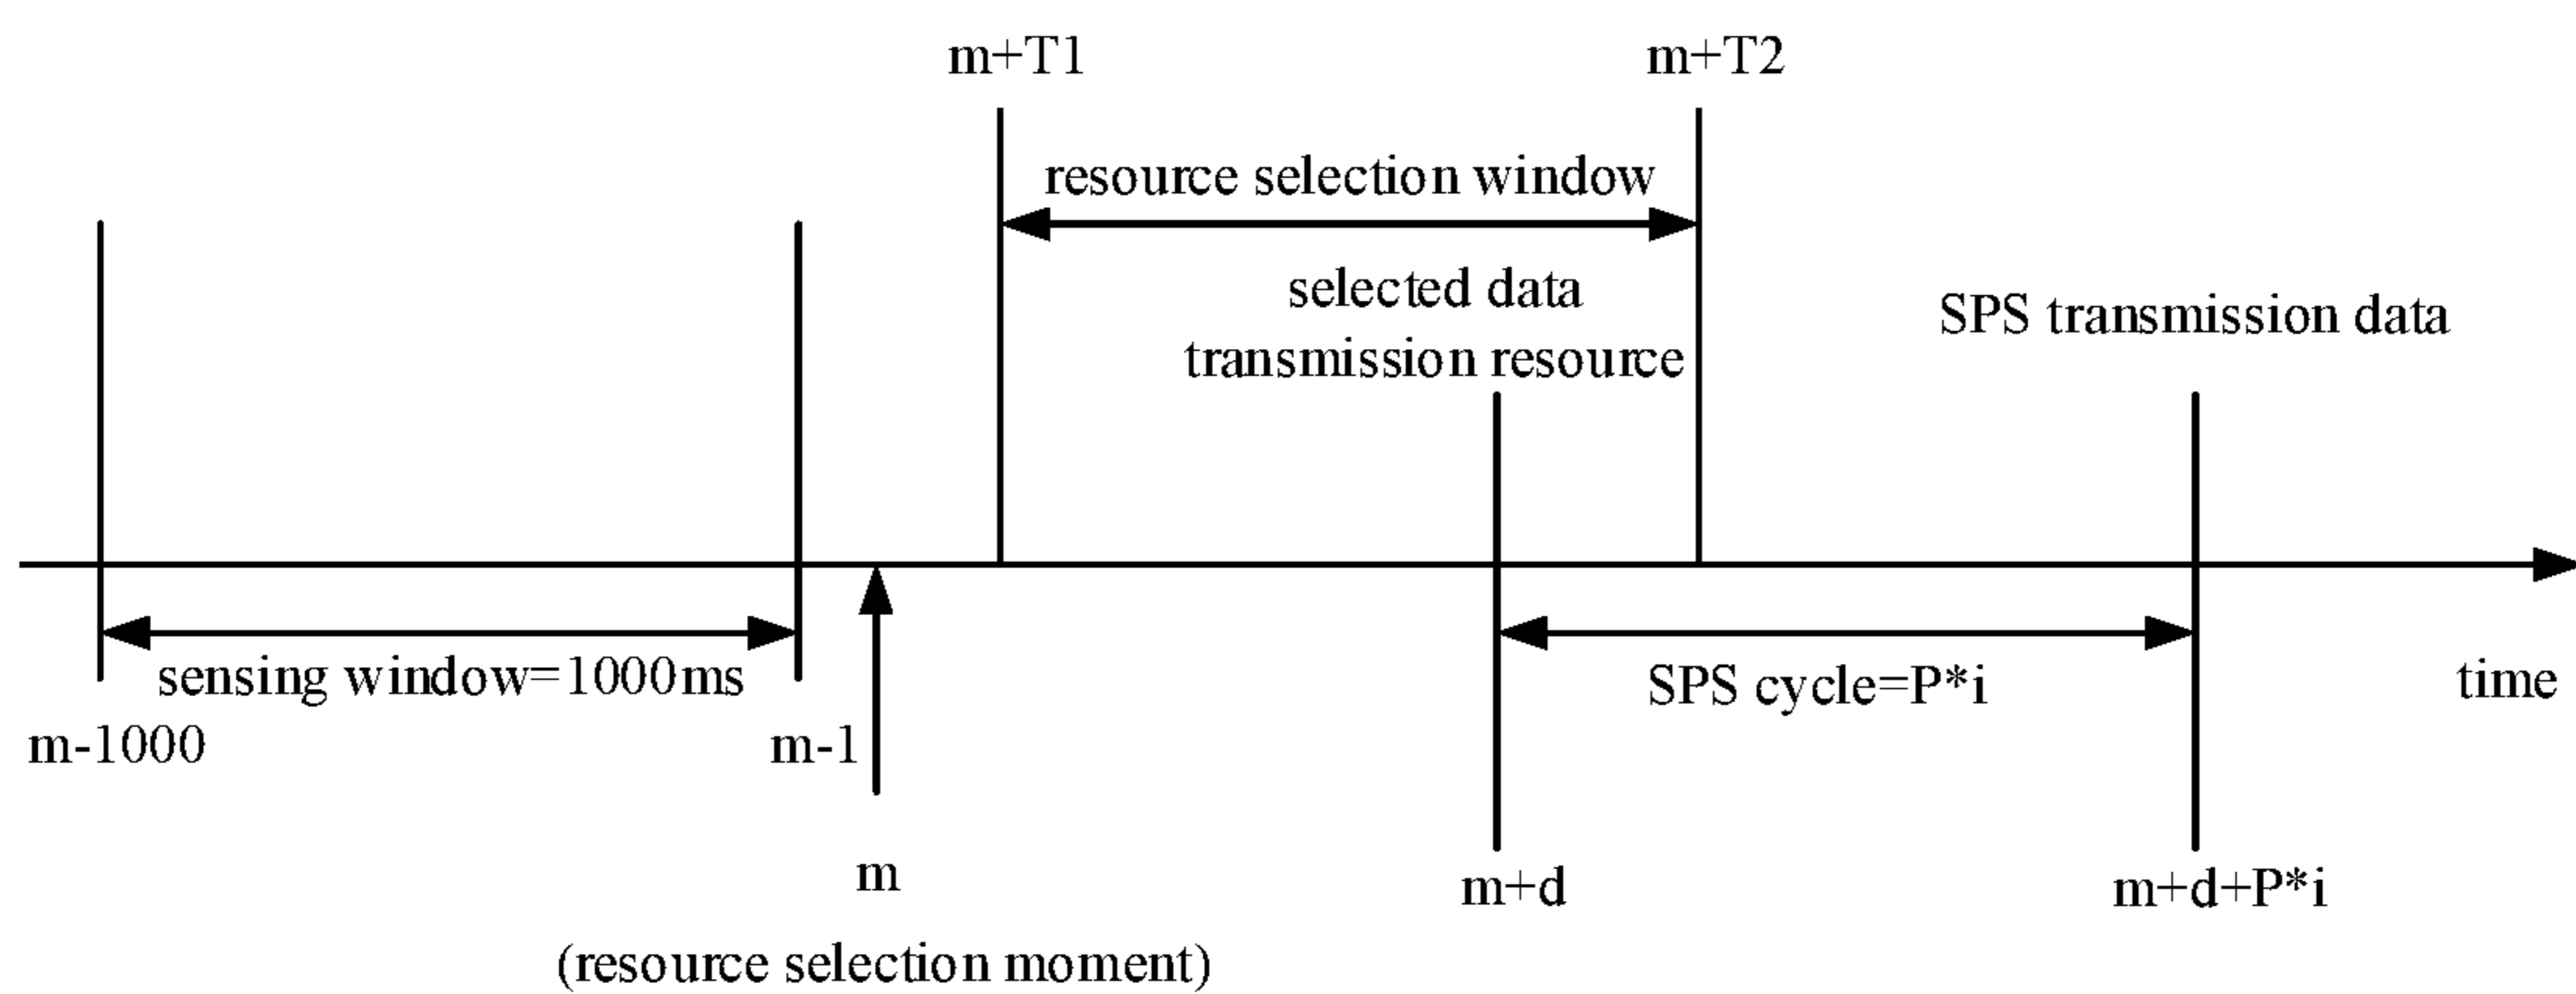 m+T1
m+T2
resource selection window
selected data
transmission resource
SPS transmission data
sensing window=1000ms
SPS cycle=P*i
time
m-1000
m-1
m
m+d
m+d+P*i
(resource selection moment)